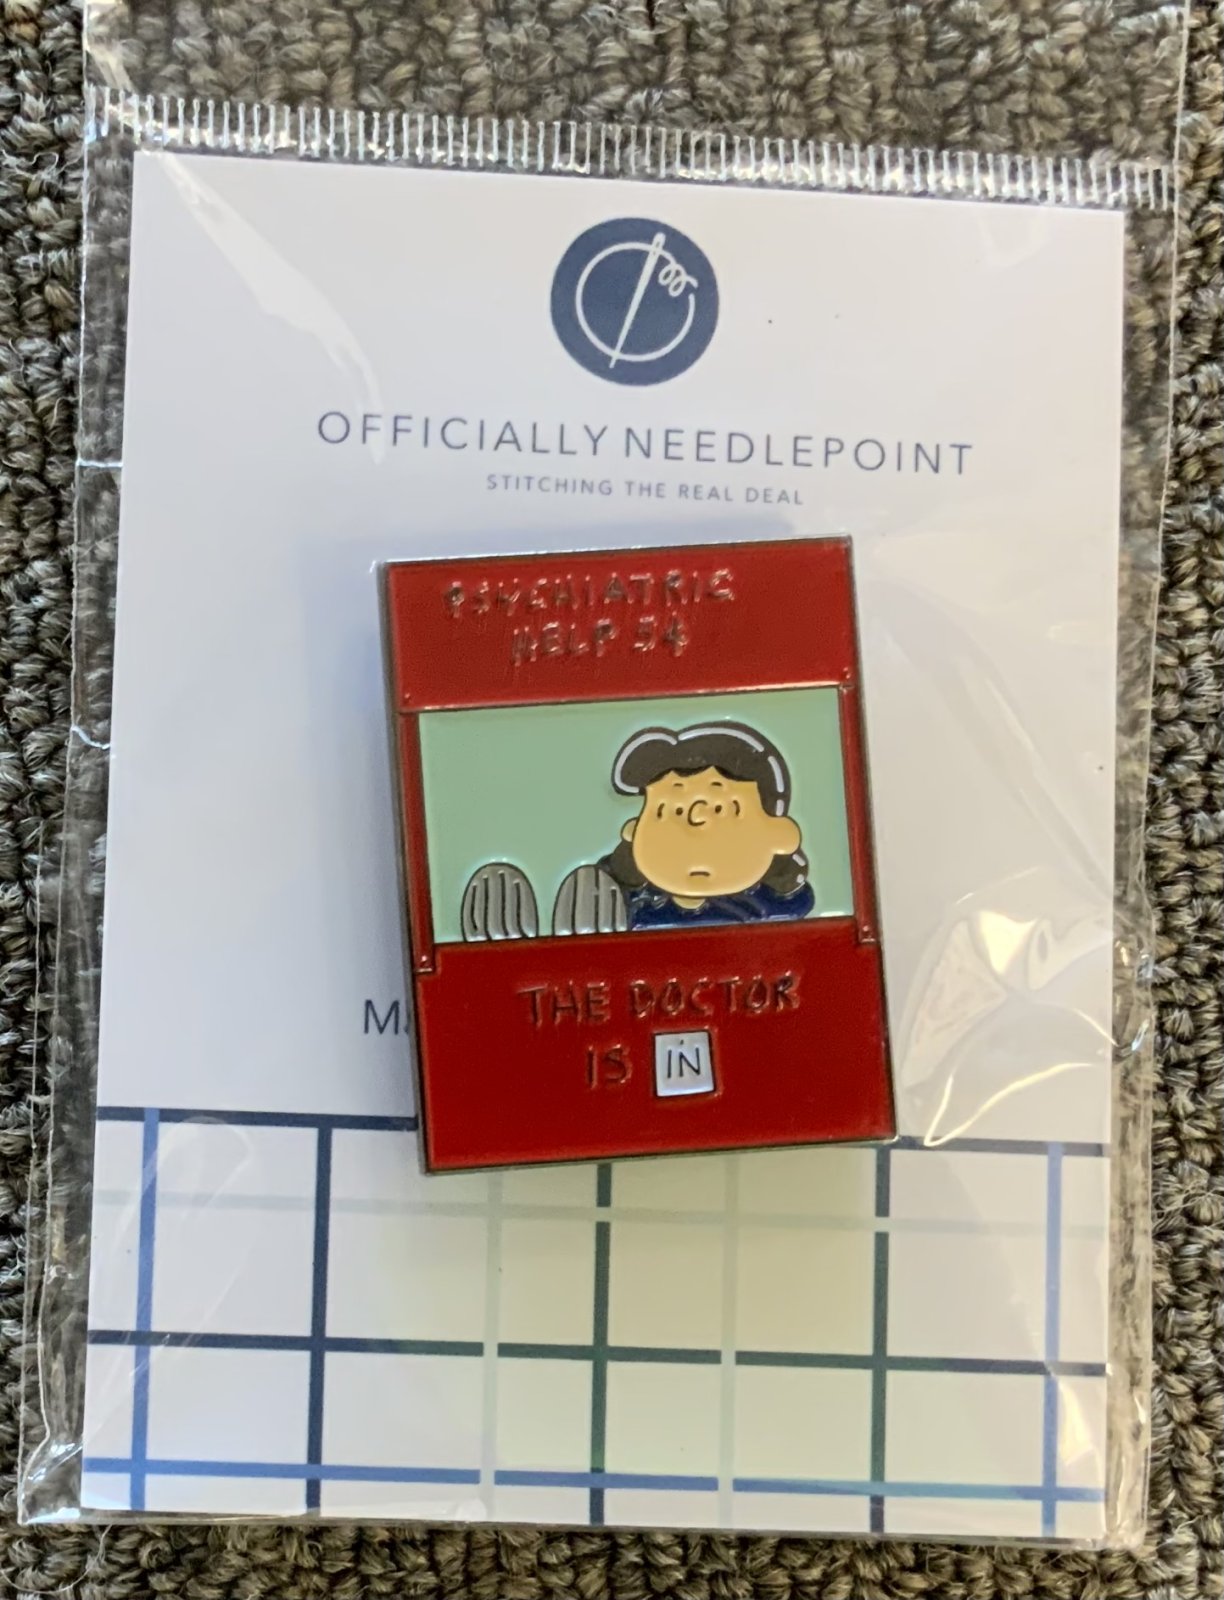 OFFICIALLY NEEDLEPOINT
STITCHING THE REAL DEAL
PSYCHIATRIC
HELP 5¢
THE DOCTOR
IS IN